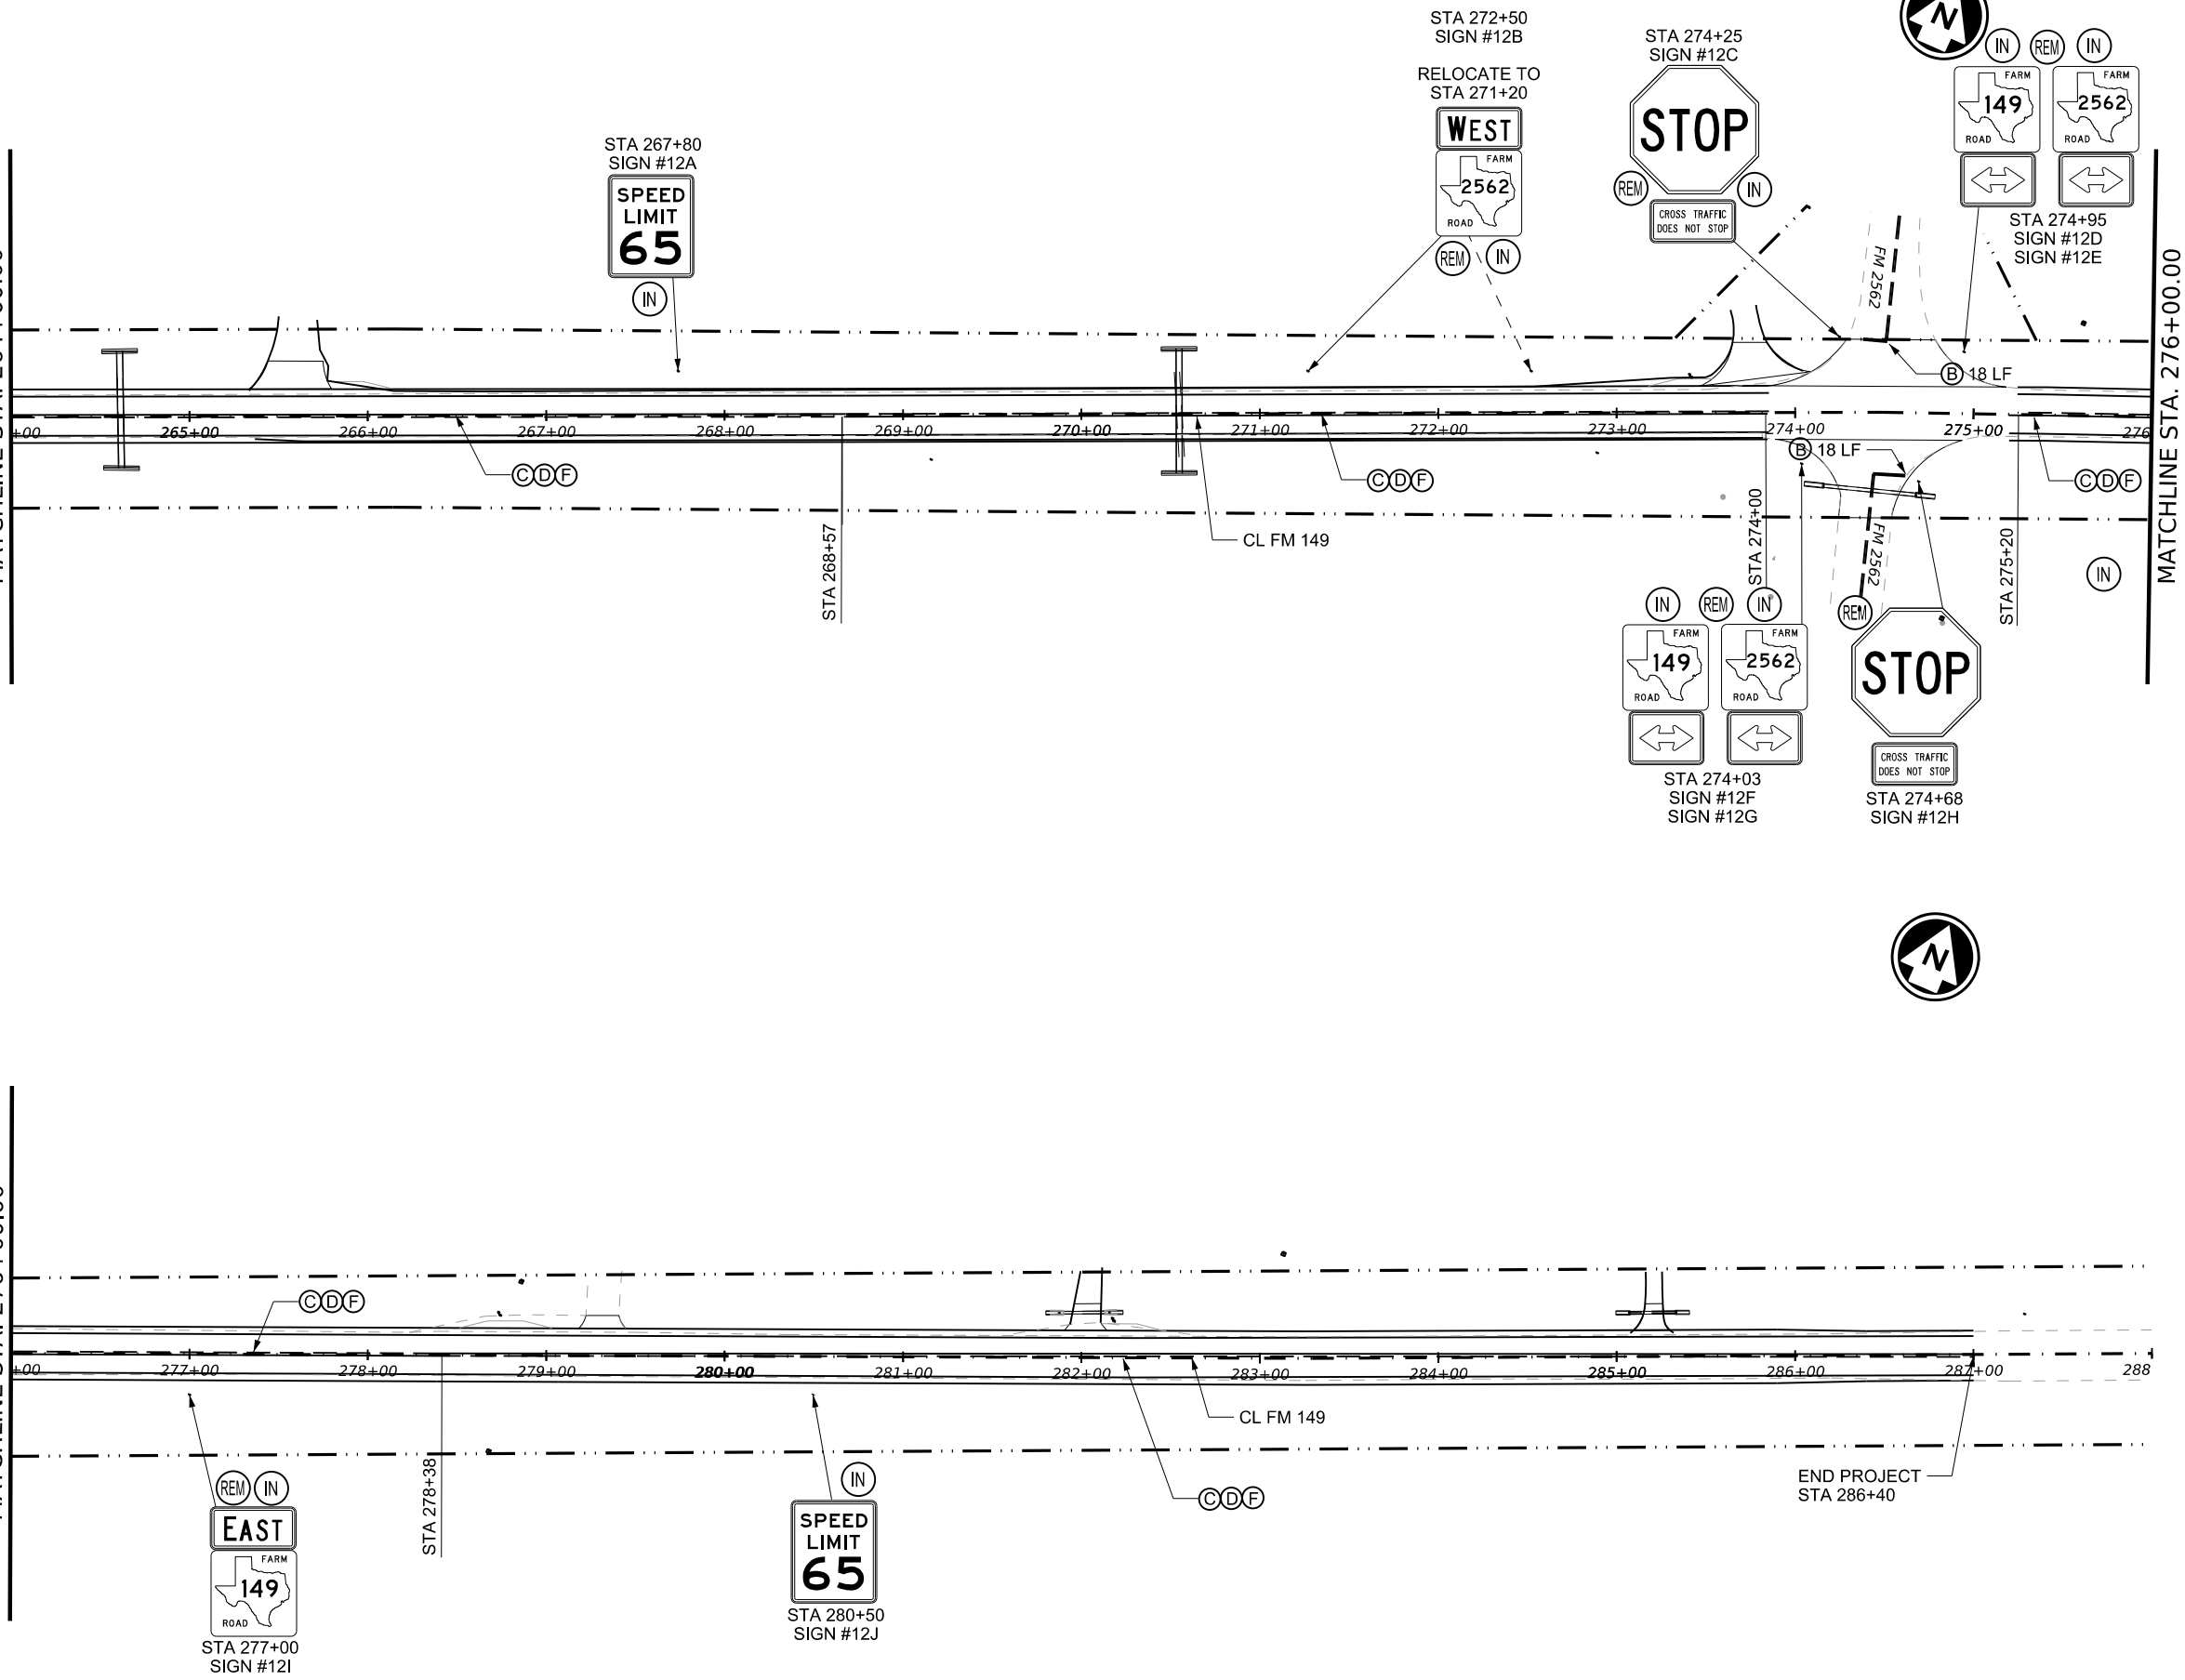 STA 272+50
SIGN #12B
RELOCATE TO
STA 271+20
WEST
FARM
2562
ROAD
REM
IN
STA 274+25
SIGN #12C
STOP
REM
IN
CROSS TRAFFIC
DOES NOT STOP
N
IN
REM
IN
FARM
149
ROAD
FARM
2562
ROAD
STA 274+95
SIGN #12D
SIGN #12E
STA 267+80
SIGN #12A
SPEED
LIMIT
65
IN
FM 2562
B 18 LF
MATCHLINE STA. 276+00.00
+00
265+00
266+00
267+00
268+00
269+00
270+00
271+00
272+00
273+00
274+00
275+00
276
C D F
C D F
B 18 LF
C D F
CL FM 149
STA 268+57
STA 274+00
FM 2562
STA 275+20
IN
IN
REM
IN
FARM
149
ROAD
FARM
2562
ROAD
STA 274+03
SIGN #12F
SIGN #12G
REM
STOP
CROSS TRAFFIC
DOES NOT STOP
STA 274+68
SIGN #12H
N
C D F
+00
277+00
278+00
279+00
280+00
281+00
282+00
283+00
284+00
285+00
286+00
287+00
288
CL FM 149
C D F
END PROJECT
STA 286+40
STA 278+38
REM
IN
EAST
FARM
149
ROAD
STA 277+00
SIGN #12I
IN
SPEED
LIMIT
65
STA 280+50
SIGN #12J